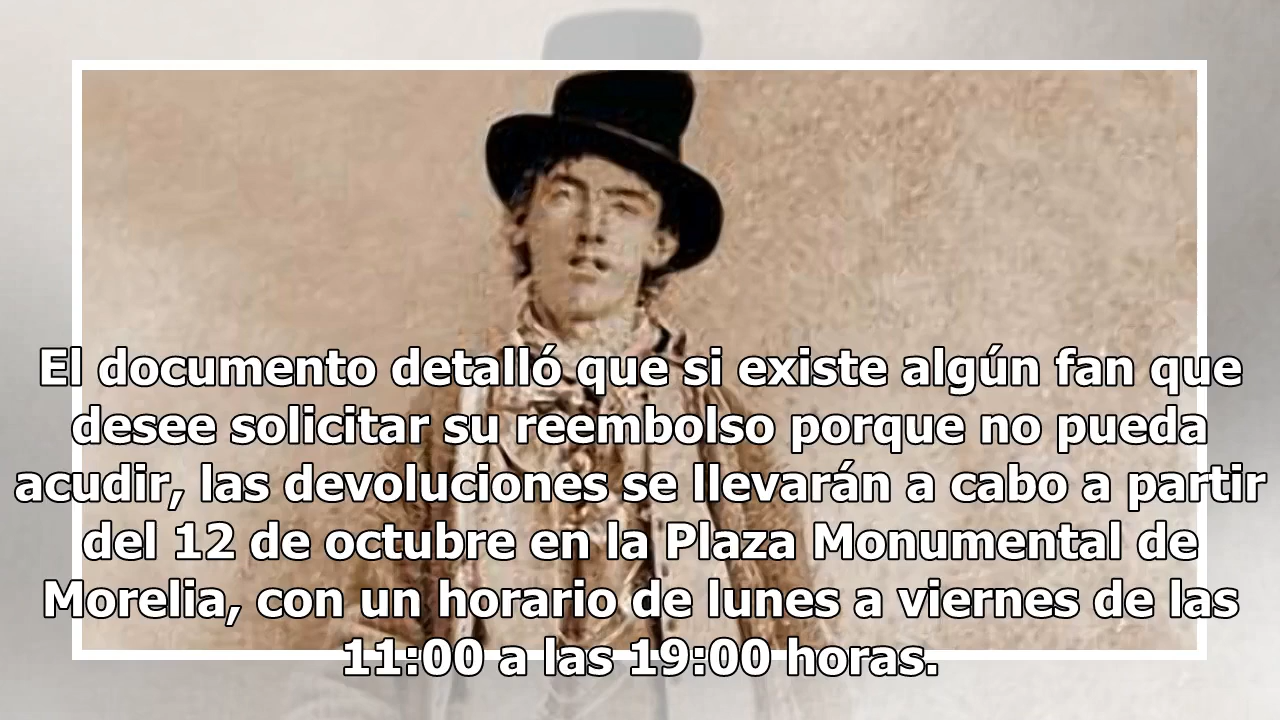 El documento detalló que si existe algún fan que
desee solicitar su reembolso porque no pueda
acudir, las devoluciones se llevarán a cabo a partir
del 12 de octubre en la Plaza Monumental de
Morelia, con un horario de lunes a viernes de las
11:00 a las 19:00 horas.